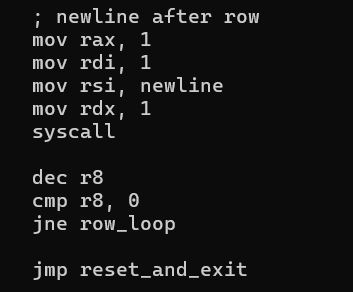 ; newline after row
mov rax, 1
mov rdi, 1
mov rsi, newline
mov rdx, 1
syscall
dec r8
cmp r8, 0
jne row_loop
jmp reset_and_exit